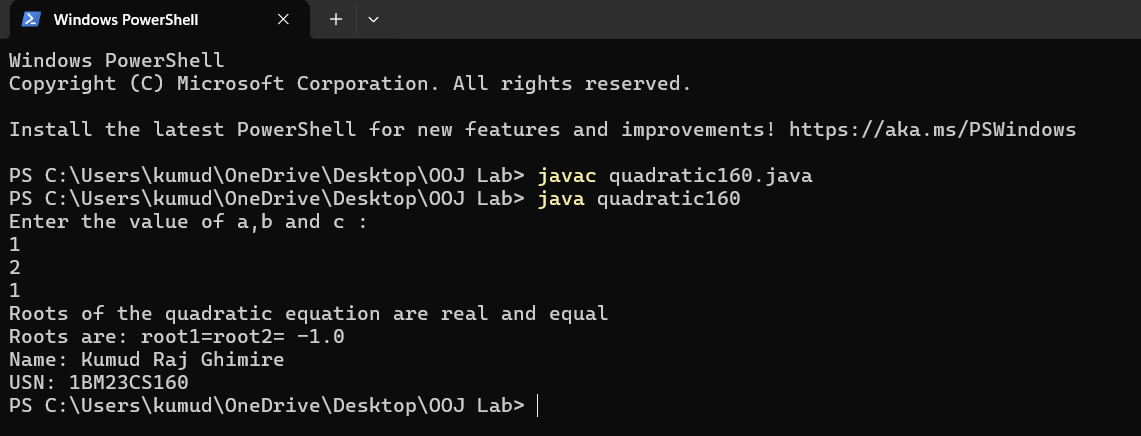 Windows PowerShell
Windows PowerShell
Copyright (C) Microsoft Corporation. All rights reserved.
Install the latest PowerShell for new features and improvements! https://aka.ms/PSWindows
PS C:\Users\kumud\OneDrive\Desktop\OOJ Lab> javac quadratic160.java
PS C:\Users\kumud\OneDrive\Desktop\OOJ Lab> java quadratic160
Enter the value of a,b and c :
1
2
1
Roots of the quadratic equation are real and equal
Roots are: root1=root2= -1.0
Name: Kumud Raj Ghimire
USN: 1BM23CS160
PS C:\Users\kumud\OneDrive\Desktop\OOJ Lab>